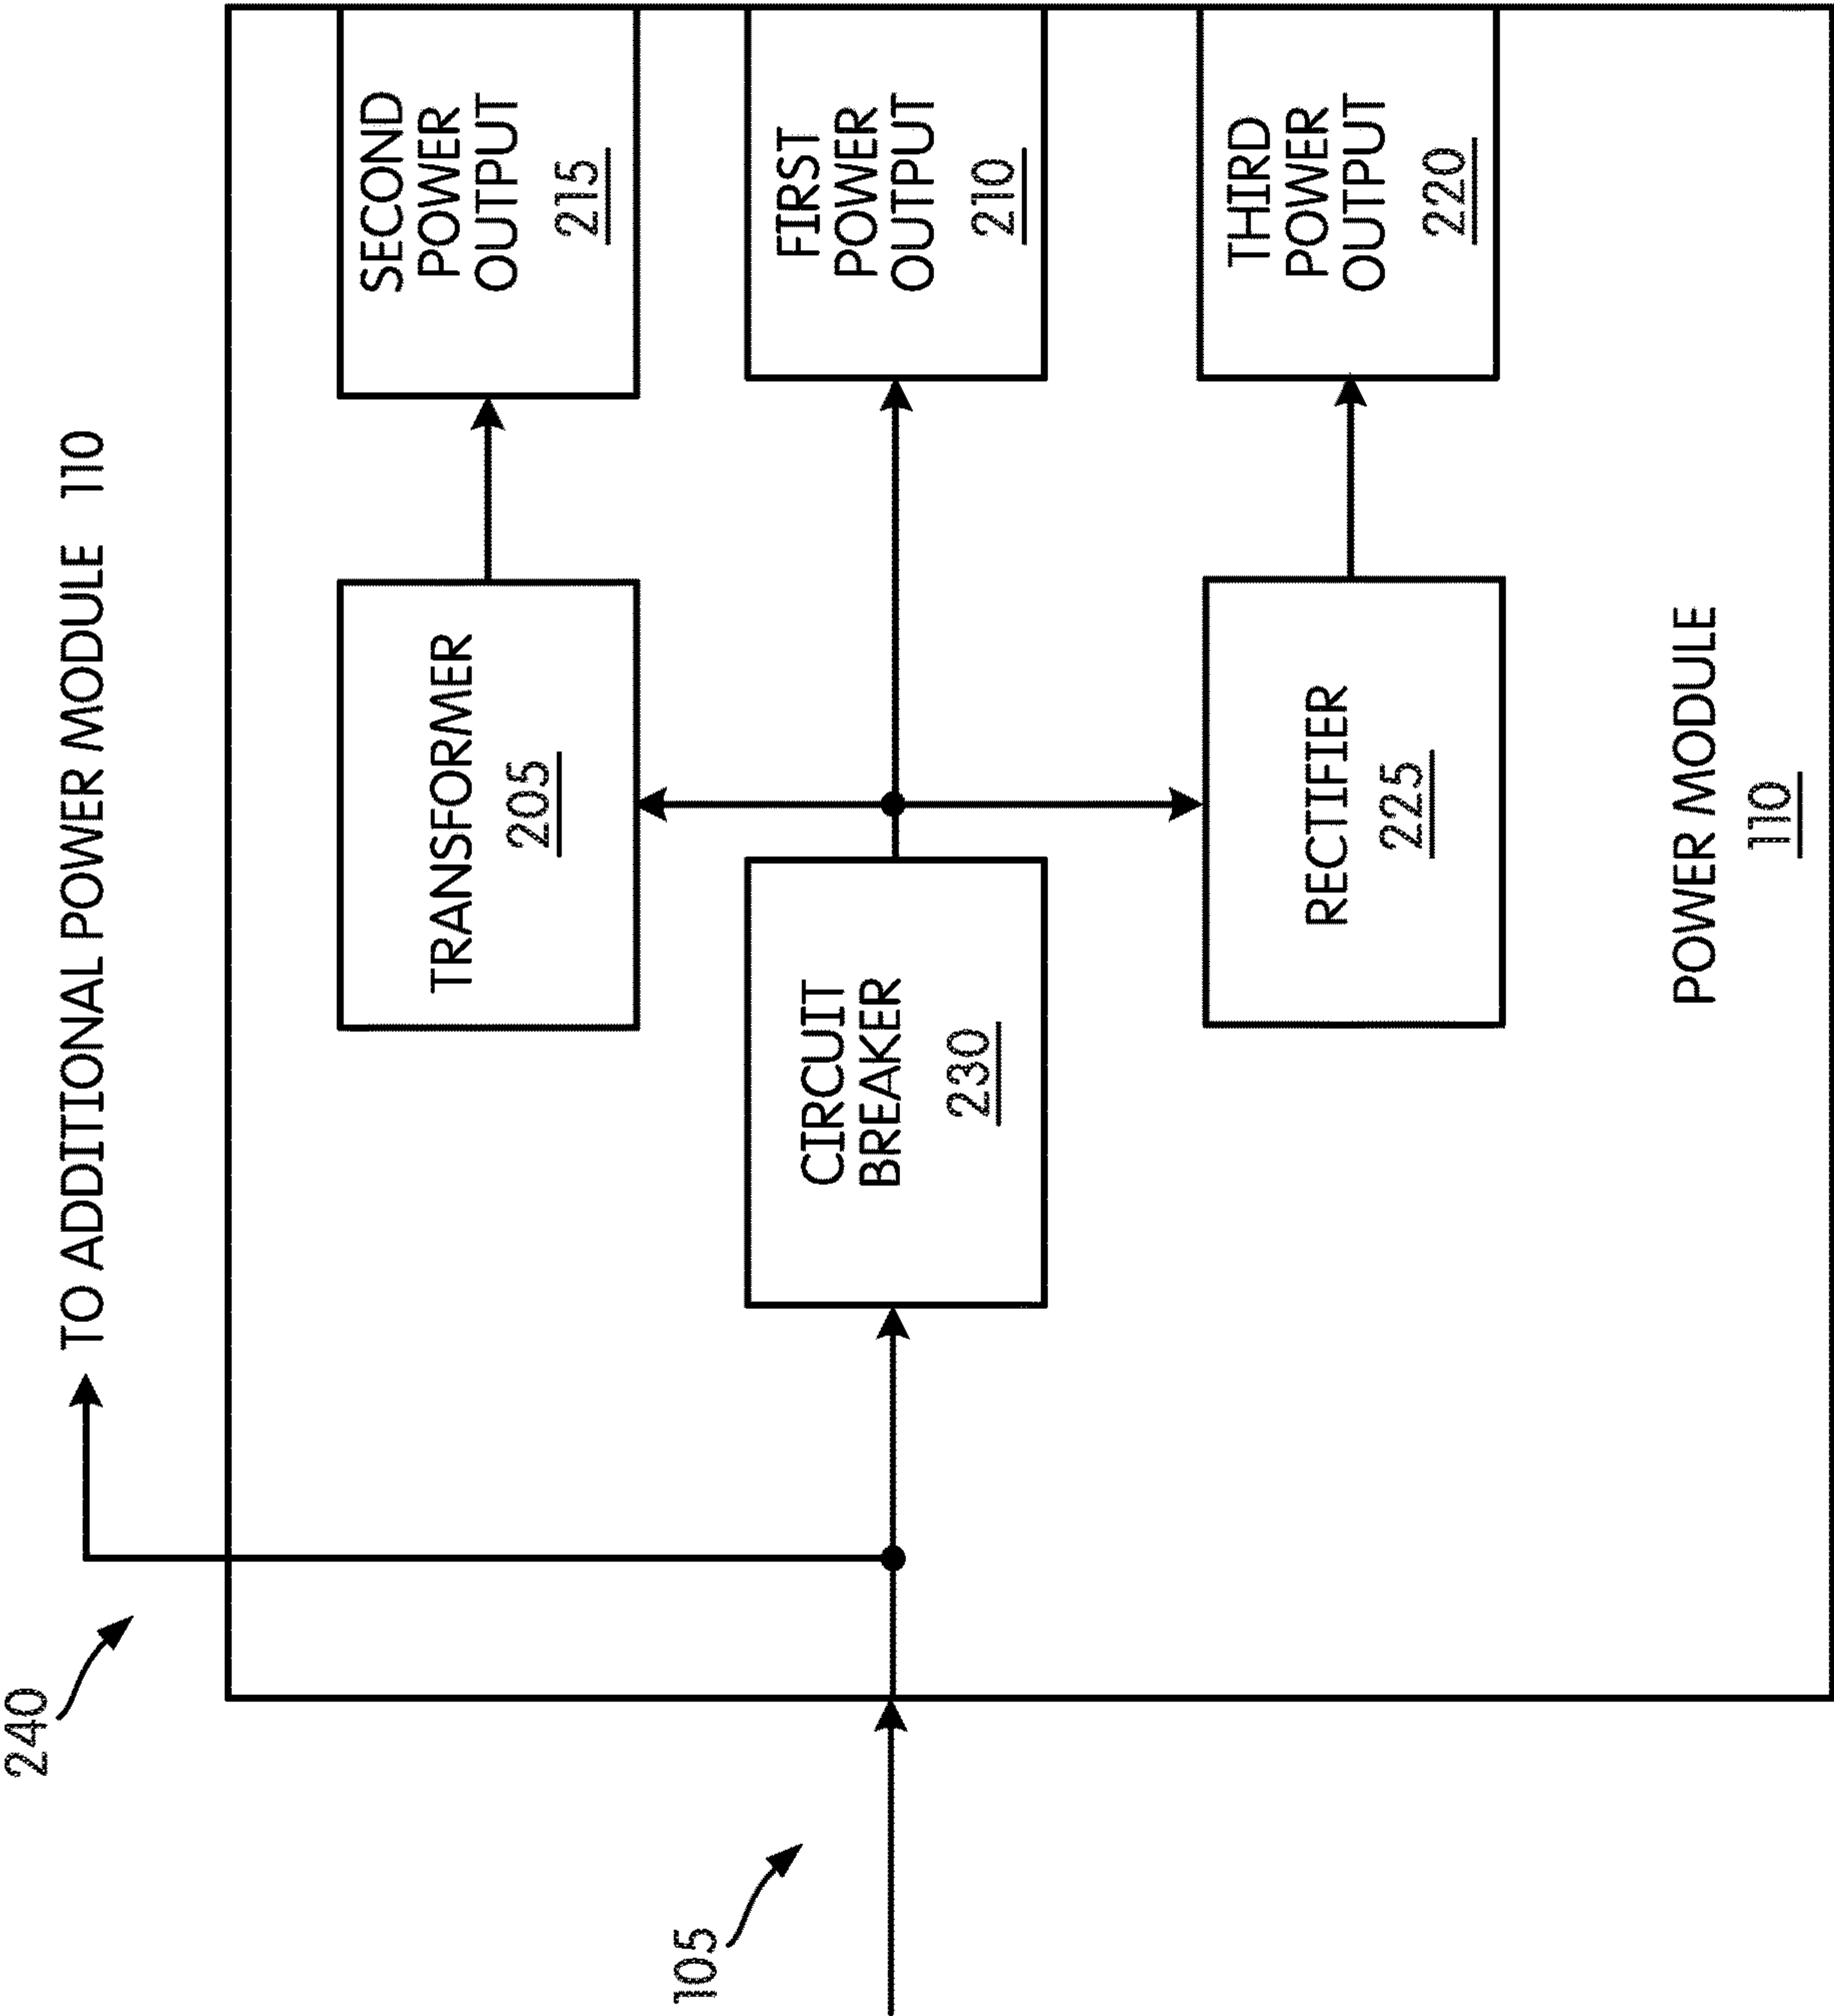 240
TO ADDITIONAL POWER MODULE 110
105
CIRCUIT
BREAKER
230
TRANSFORMER
205
SECOND
POWER
OUTPUT
215
FIRST
POWER
OUTPUT
210
RECTIFIER
225
THIRD
POWER
OUTPUT
220
POWER MODULE
110